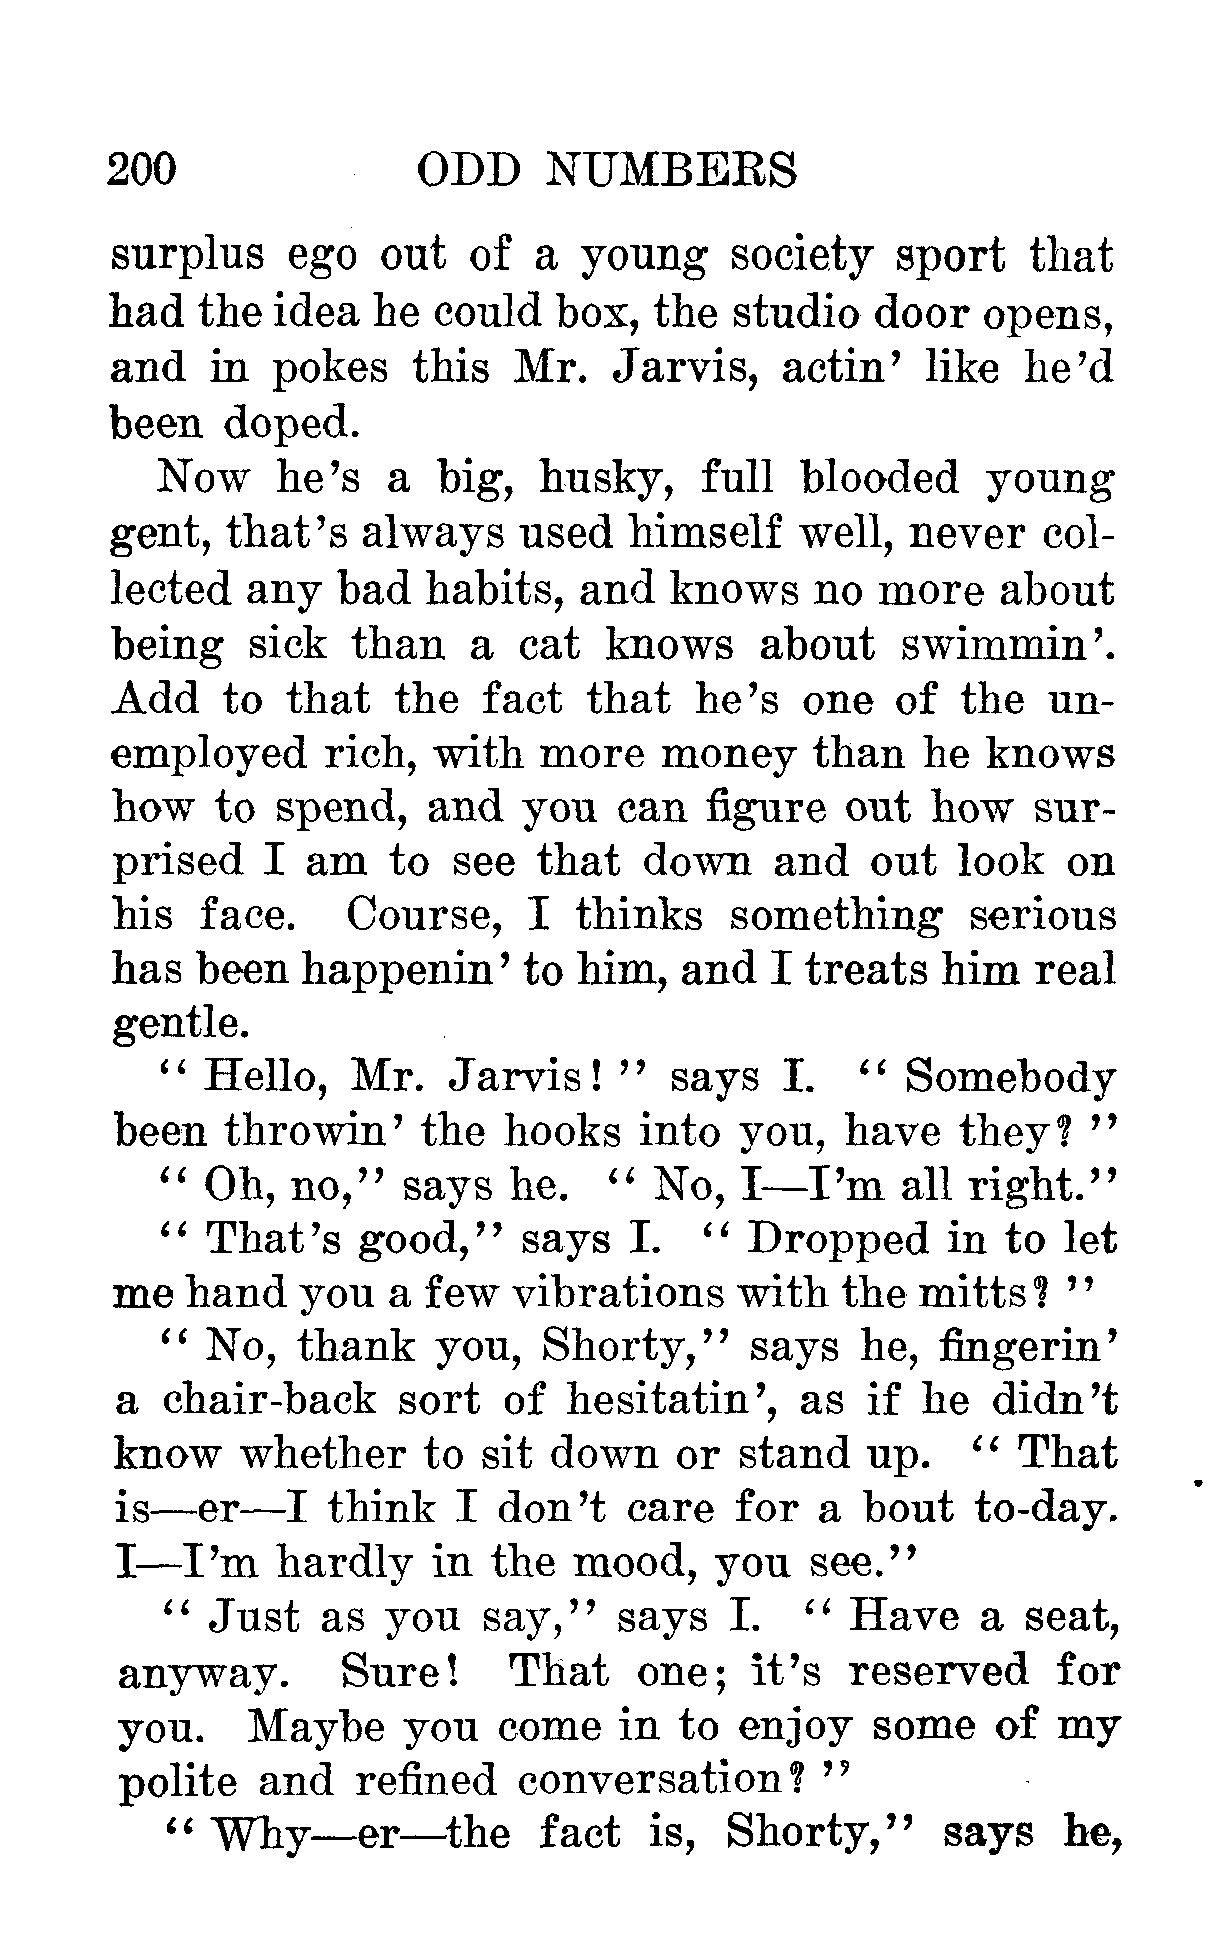 200 ODD NUMBERS
surplus ego out of a young society sport that
had the idea he could box, the studio door opens,
and in pokes this Mr. Jarvis, actin' like he'd
been doped.
Now he's a big, husky, full blooded young
gent, that's always used himself well, never col-
lected any bad habits, and knows no more about
being sick than a cat knows about swimmin'.
Add to that the fact that he's one of the un-
employed rich, with more money than he knows
how to spend, and you can figure out how sur-
prised I am to see that down and out look on
his face. Course, I thinks something serious
has been happenin' to him, and I treats him real
gentle.
“ Hello, Mr. Jarvis! ” says I. “ Somebody
been throwin' the hooks into you, have they? ”
“ Oh, no,” says he. “ No, I—I'm all right.”
“ That's good,” says I. “ Dropped in to let
me hand you a few vibrations with the mitts? ”
“ No, thank you, Shorty,” says he, fingerin'
a chair-back sort of hesitatin', as if he didn't
know whether to sit down or stand up. “ That
is—er—I think I don't care for a bout to-day.
I—I'm hardly in the mood, you see.”
“ Just as you say,” says I. “ Have a seat,
anyway. Sure! That one; it's reserved for
you. Maybe you come in to enjoy some of my
polite and refined conversation? ”
“ Why—er—the fact is, Shorty,” says he,